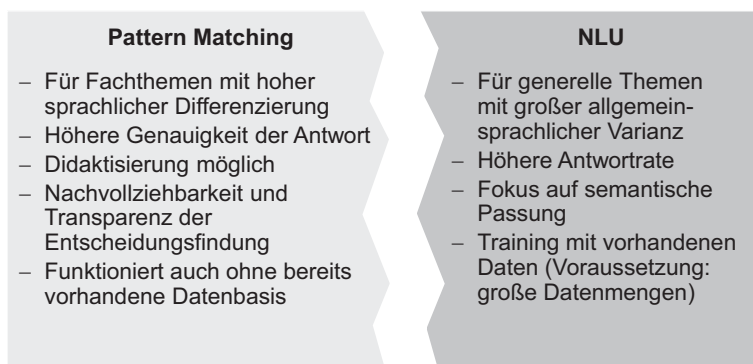 Pattern Matching
– Für Fachthemen mit hoher
sprachlicher Differenzierung
– Höhere Genauigkeit der Antwort
– Didaktisierung möglich
– Nachvollziehbarkeit und
Transparenz der
Entscheidungsfindung
– Funktioniert auch ohne bereits
vorhandene Datenbasis
NLU
– Für generelle Themen
mit großer allgemein-
sprachlicher Varianz
– Höhere Antwortrate
– Fokus auf semantische
Passung
– Training mit vorhandenen
Daten (Voraussetzung:
große Datenmengen)